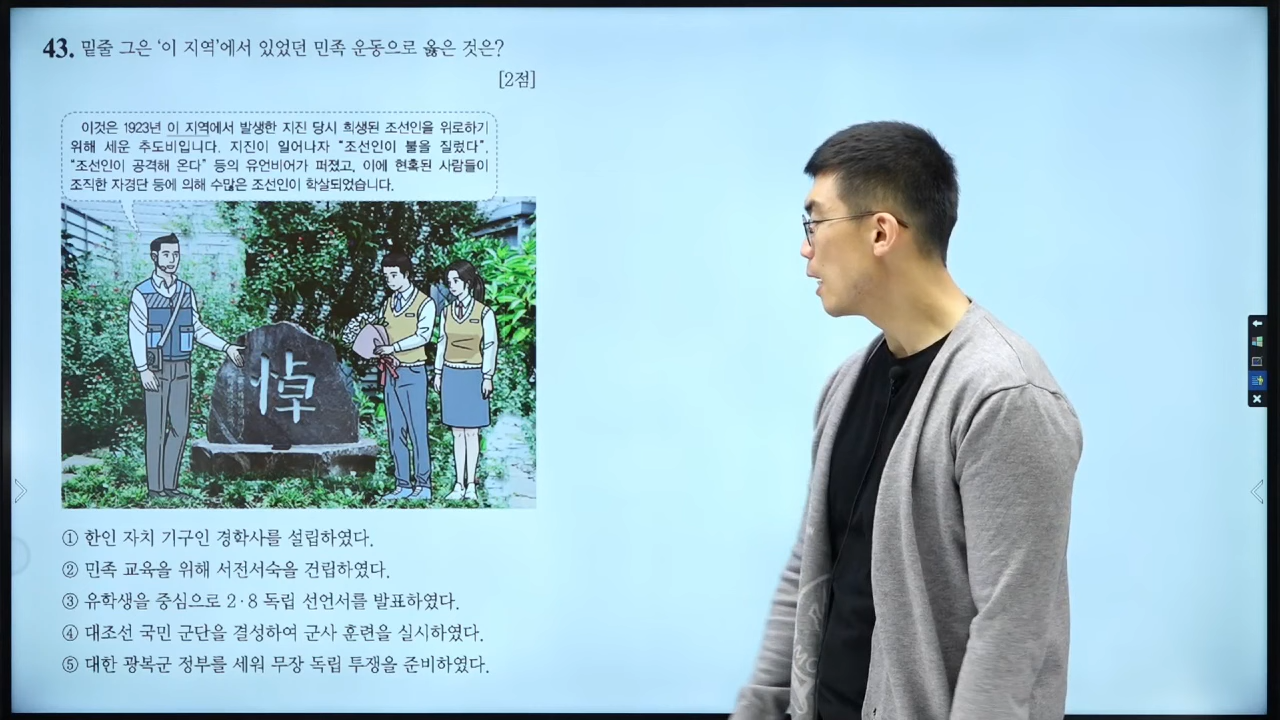 43. 밑줄 그은 '이 지역'에서 있었던 민족 운동으로 옳은 것은?
[2점]
이것은 1923년 이 지역에서 발생한 지진 당시 희생된 조선인을 위로하기
위해 세운 추도비입니다. 지진이 일어나자 "조선인이 불을 질렀다",
"조선인이 공격해 온다" 등의 유언비어가 퍼졌고, 이에 현혹된 사람들이
조직한 자경단 등에 의해 수많은 조선인이 학살되었습니다.
悼
① 한인 자치 기구인 경학사를 설립하였다.
② 민족 교육을 위해 서전서숙을 건립하였다.
③ 유학생을 중심으로 2·8 독립 선언서를 발표하였다.
④ 대조선 국민 군단을 결성하여 군사 훈련을 실시하였다.
⑤ 대한 광복군 정부를 세워 무장 독립 투쟁을 준비하였다.